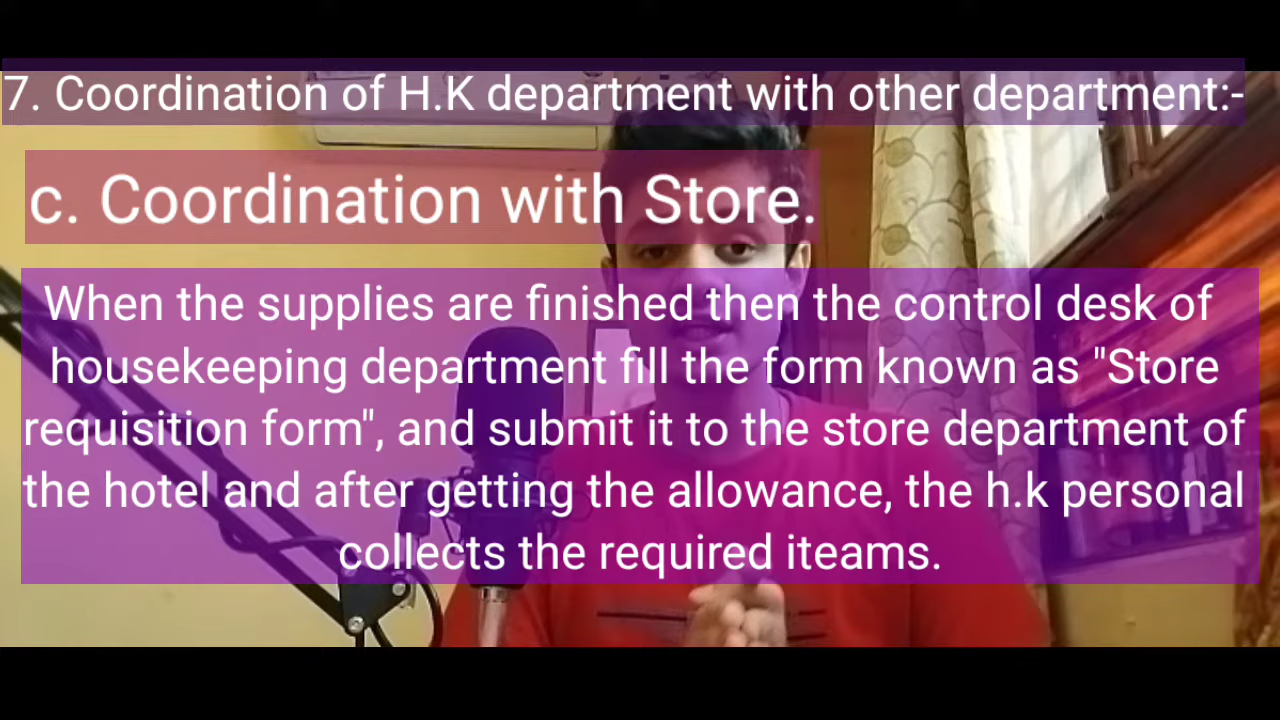 7. Coordination of H.K department with other department:-
c. Coordination with Store.
When the supplies are finished then the control desk of
housekeeping department fill the form known as "Store
requisition form", and submit it to the store department of
the hotel and after getting the allowance, the h.k personal
collects the required iteams.